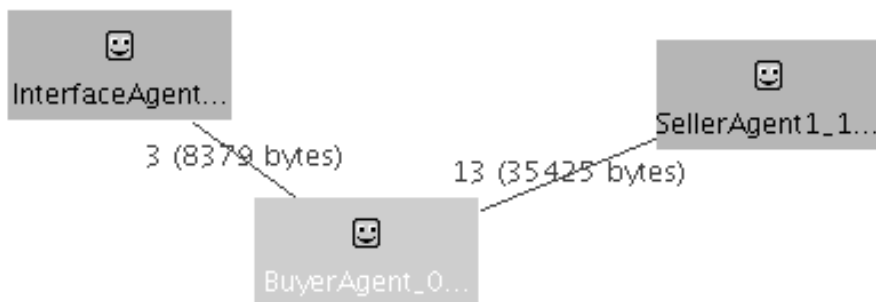 InterfaceAgent...
SellerAgent1_1...
3 (8379 bytes)
13 (35425 bytes)
BuyerAgent_0...